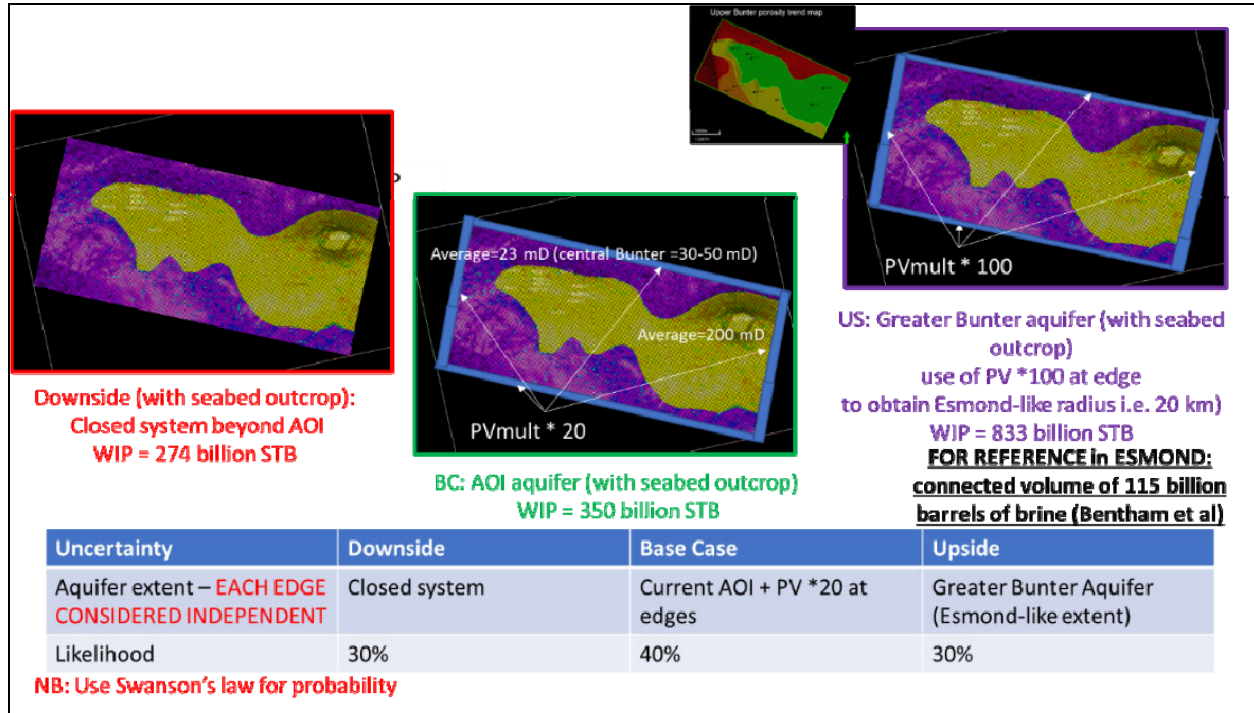 Upper Bunter porosity trend map
Average=23 mD (central Bunter =30-50 mD)
Average=200 mD
PVmult * 20
PVmult * 100
Downside (with seabed outcrop):
Closed system beyond AOI
WIP = 274 billion STB
BC: AOI aquifer (with seabed outcrop)
WIP = 350 billion STB
US: Greater Bunter aquifer (with seabed
outcrop)
use of PV *100 at edge
to obtain Esmond-like radius i.e. 20 km)
WIP = 833 billion STB
FOR REFERENCE in ESMOND:
connected volume of 115 billion
barrels of brine (Bentham et al)
Uncertainty Downside Base Case Upside
Aquifer extent – EACH EDGE Closed system Current AOI + PV *20 at Greater Bunter Aquifer
CONSIDERED INDEPENDENT edges (Esmond-like extent)
Likelihood 30% 40% 30%
NB: Use Swanson's law for probability